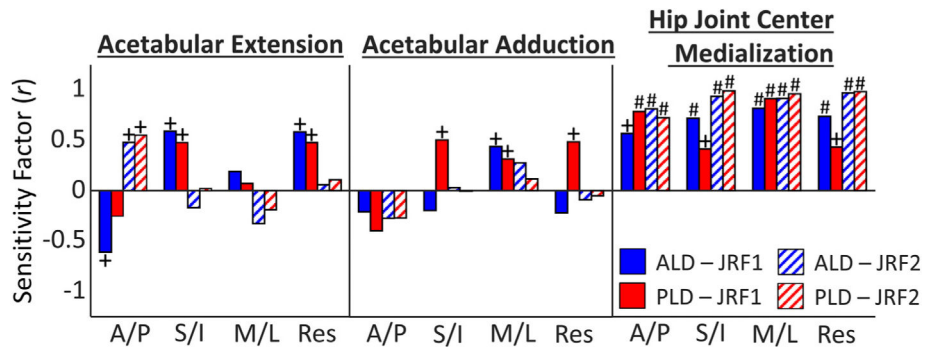 Hip Joint Center
Acetabular Extension
Acetabular Adduction
Medialization
Sensitivity Factor (r)
1
0.5
0
-0.5
-1
+
+ +
+ +
+ +
+
+ +
+
+ # # #
# + # #
# # # #
# + # #
ALD – JRF1
ALD – JRF2
PLD – JRF1
PLD – JRF2
A/P S/I M/L Res
A/P S/I M/L Res
A/P S/I M/L Res